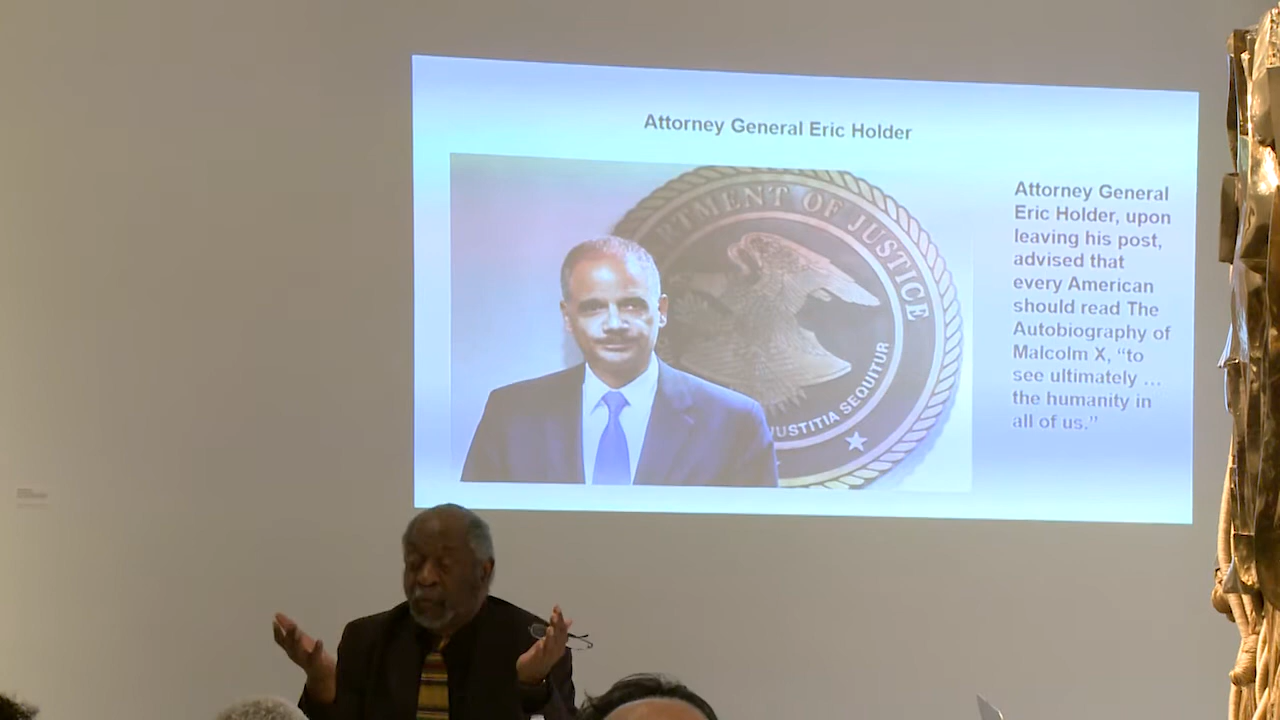 Attorney General Eric Holder
DEPARTMENT OF JUSTICE
JUSTITIA SEQUITUR
Attorney General
Eric Holder, upon
leaving his post,
advised that
every American
should read The
Autobiography of
Malcolm X, “to
see ultimately ...
the humanity in
all of us.”